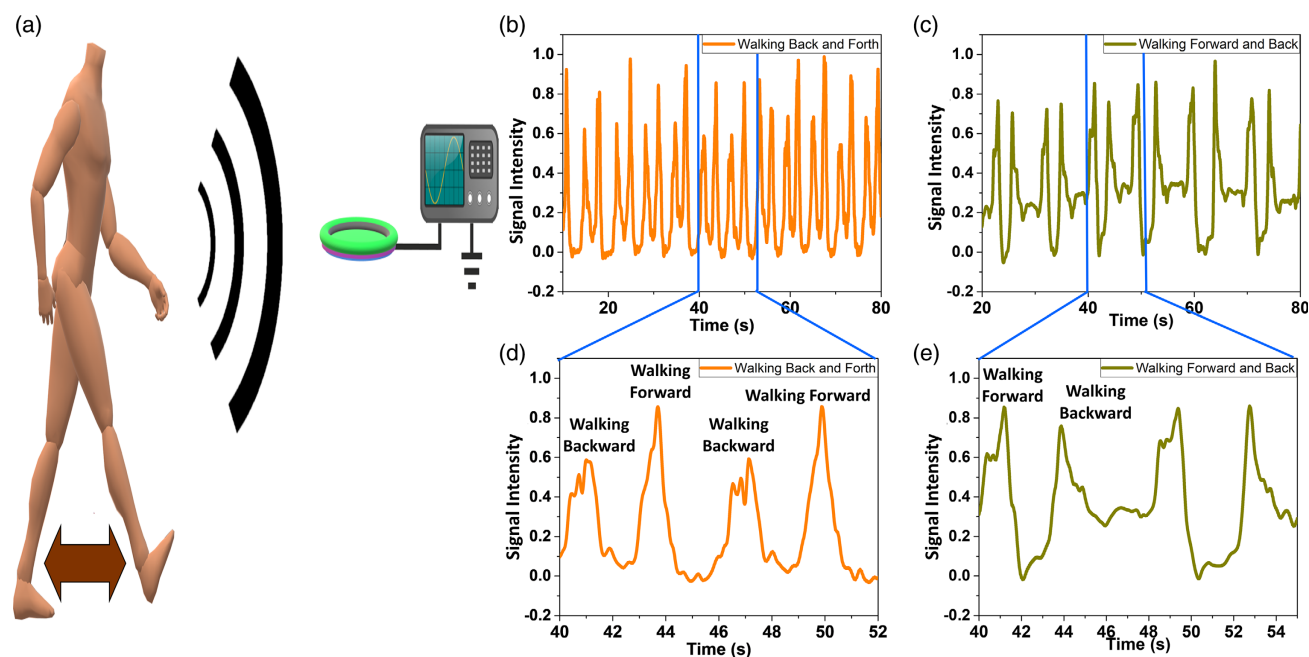 (a)
(b)
Walking Back and Forth
1.0
0.8
0.6
0.4
0.2
0.0
-0.2
Signal Intensity
20
40
60
80
Time (s)
(c)
Walking Forward and Back
1.0
0.8
0.6
0.4
0.2
0.0
-0.2
Signal Intensity
20
40
60
80
Time (s)
(d)
Walking Back and Forth
Walking
Forward
Walking
Backward
Walking
Backward
Walking Forward
1.0
0.8
0.6
0.4
0.2
0.0
-0.2
Signal Intensity
40
42
44
46
48
50
52
Time (s)
(e)
Walking Forward and Back
Walking
Forward
Walking
Backward
1.0
0.8
0.6
0.4
0.2
0.0
-0.2
Signal Intensity
40
42
44
46
48
50
52
54
Time (s)